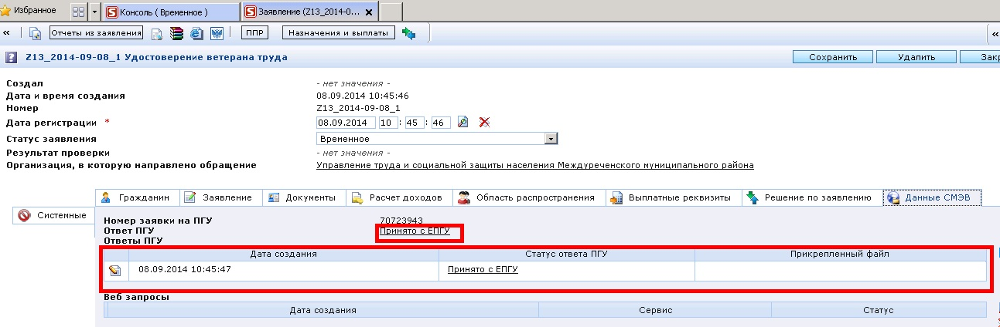 Избранное Консоль ( Временное ) Заявление (Z13_2014-0...
« Отчеты из заявления ППР Назначения и выплаты «
Z13_2014-09-08_1 Удостоверение ветерана труда Сохранить Удалить Закр
Создал - нет значения -
Дата и время создания 08.09.2014 10:45:46
Номер Z13_2014-09-08_1
Дата регистрации * 08.09.2014 10 : 45 : 46
Статус заявления Временное
Результат проверки - нет значения -
Организация, в которую направлено обращение Управление труда и социальной защиты населения Междуреченского муниципального района
Гражданин Заявление Документы Расчет доходов Область распространения Выплатные реквизиты Решение по заявлению Данные СМЭВ
Системные
Номер заявки на ПГУ 70723943
Ответ ПГУ Принято с ЕПГУ
Ответы ПГУ
Дата создания Статус ответа ПГУ Прикрепленный файл
08.09.2014 10:45:47 Принято с ЕПГУ
Веб запросы
Дата создания Сервис Статус